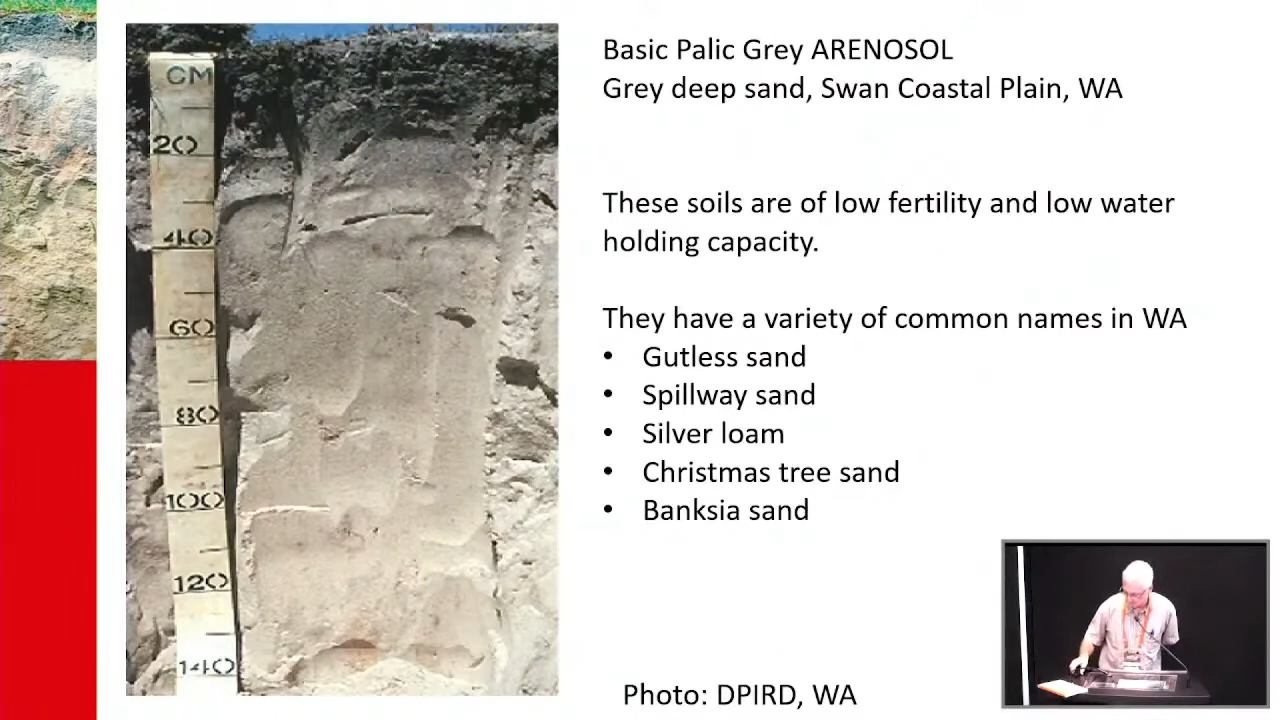 CM
20
40
60
80
100
120
140
Basic Palic Grey ARENOSOL
Grey deep sand, Swan Coastal Plain, WA
These soils are of low fertility and low water
holding capacity.
They have a variety of common names in WA
• Gutless sand
• Spillway sand
• Silver loam
• Christmas tree sand
• Banksia sand
Photo: DPIRD, WA